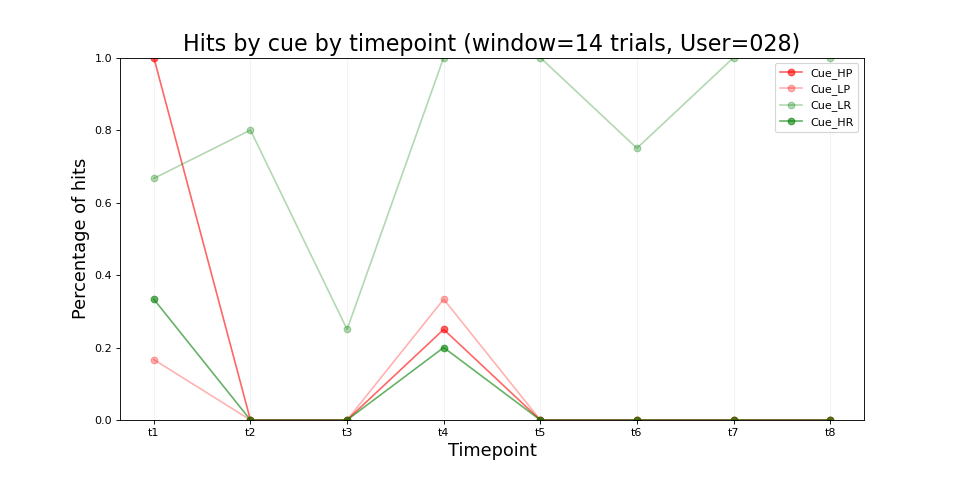 Hits by cue by timepoint (window=14 trials, User=028)
Percentage of hits
1.0
0.8
0.6
0.4
0.2
0.0
Cue_HP
Cue_LP
Cue_LR
Cue_HR
t1 t2 t3 t4 t5 t6 t7 t8
Timepoint